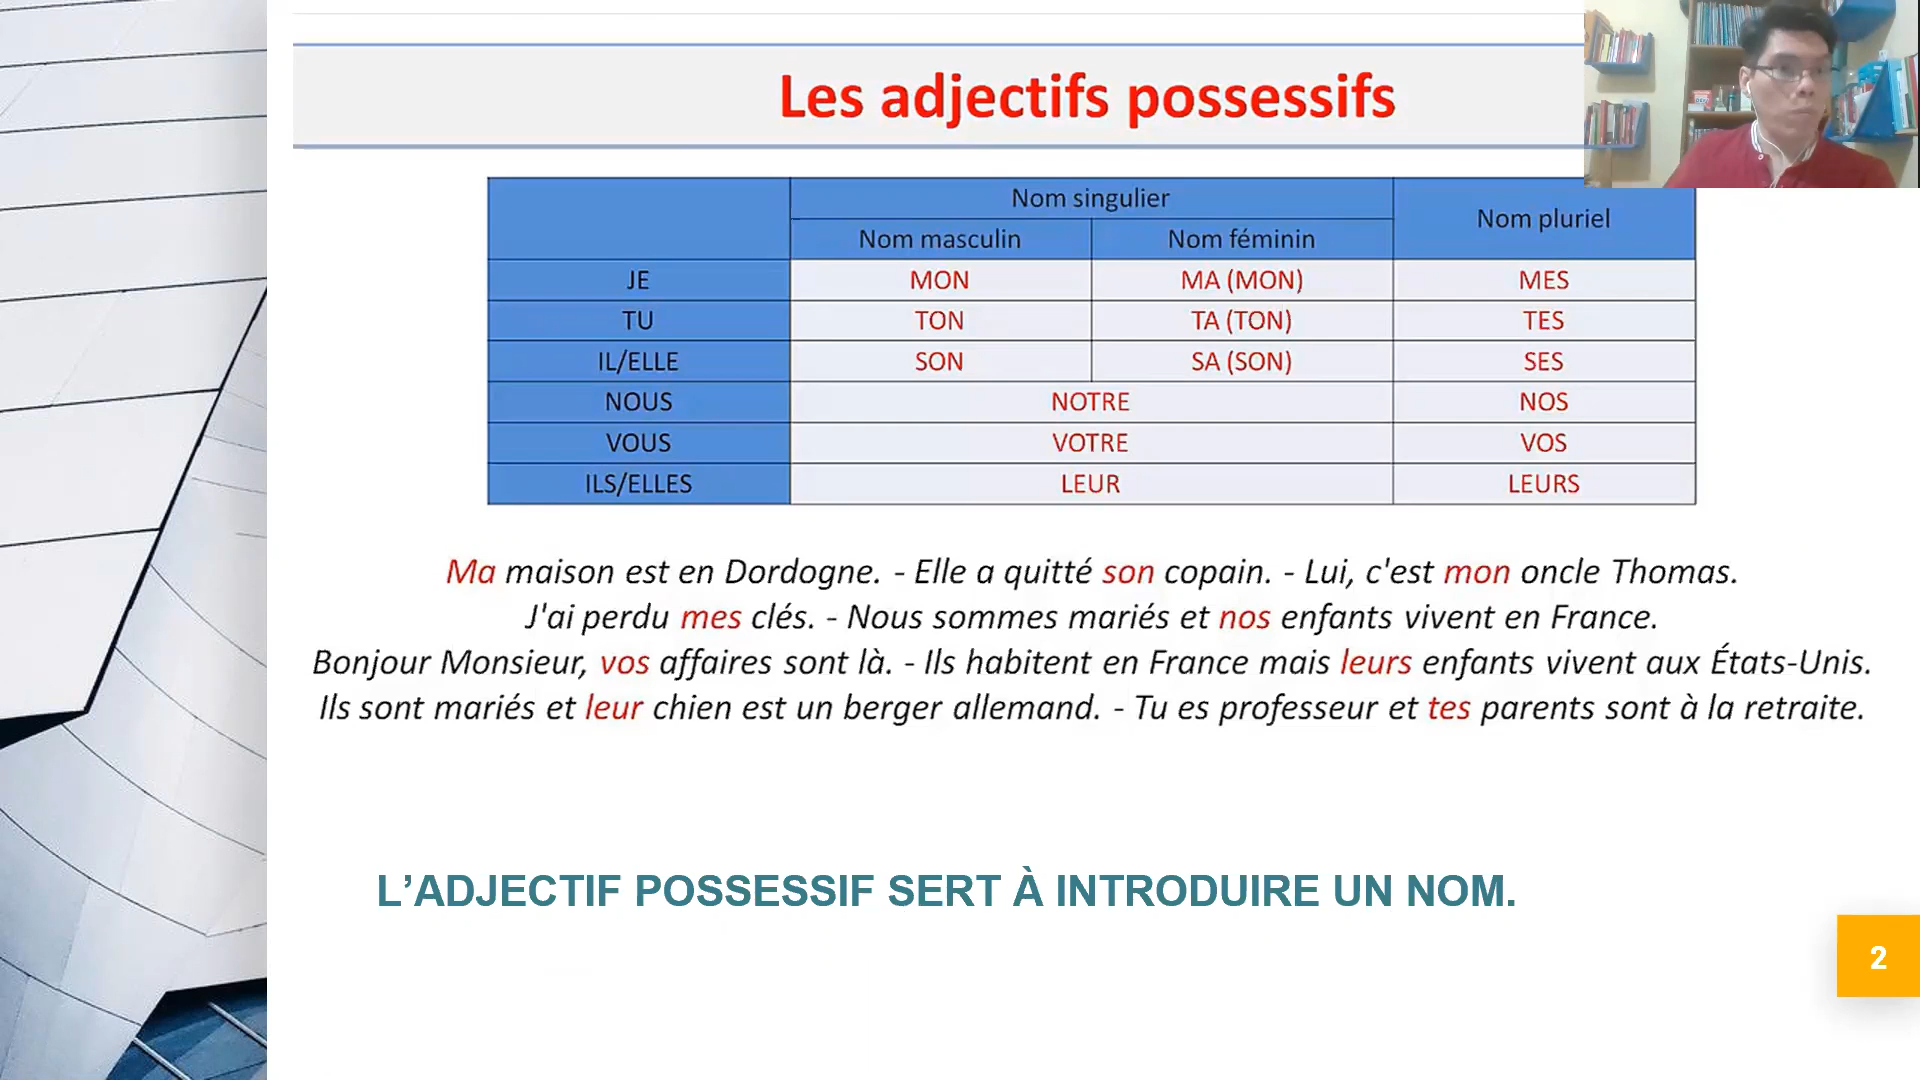 Les adjectifs possessifs
Nom singulier
Nom pluriel
Nom masculin Nom féminin
JE MON MA (MON) MES
TU TON TA (TON) TES
IL/ELLE SON SA (SON) SES
NOUS NOTRE NOS
VOUS VOTRE VOS
ILS/ELLES LEUR LEURS
Ma maison est en Dordogne. - Elle a quitté son copain. - Lui, c'est mon oncle Thomas.
J'ai perdu mes clés. - Nous sommes mariés et nos enfants vivent en France.
Bonjour Monsieur, vos affaires sont là. - Ils habitent en France mais leurs enfants vivent aux États-Unis.
Ils sont mariés et leur chien est un berger allemand. - Tu es professeur et tes parents sont à la retraite.
L’ADJECTIF POSSESSIF SERT À INTRODUIRE UN NOM.
2